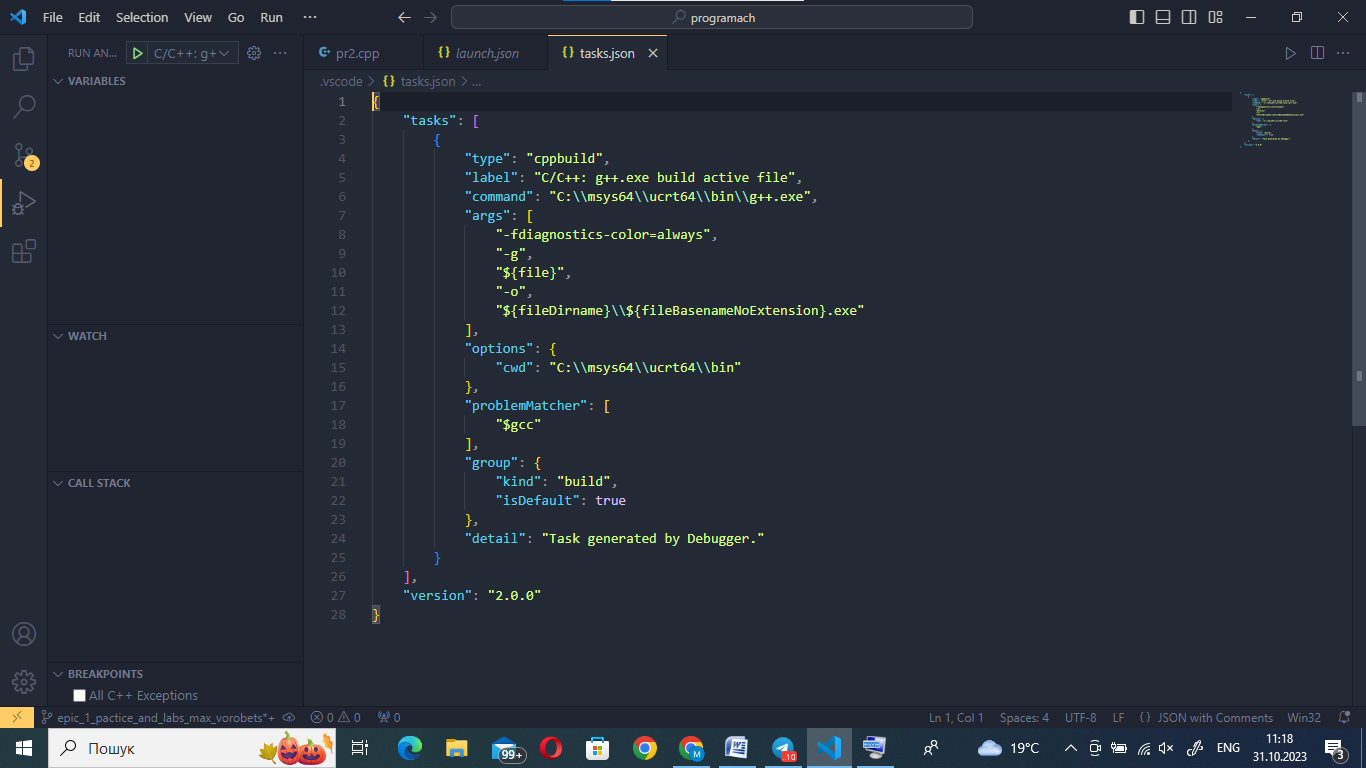 File Edit Selection View Go Run ··· programach
RUN AN... C/C++: g+ ···
pr2.cpp
{} launch.json
{} tasks.json
.vscode > {} tasks.json > ...
VARIABLES
WATCH
CALL STACK
BREAKPOINTS
All C++ Exceptions
2
1 {
2 "tasks": [
3 {
4 "type": "cppbuild",
5 "label": "C/C++: g++.exe build active file",
6 "command": "C:\\msys64\\ucrt64\\bin\\g++.exe",
7 "args": [
8 "-fdiagnostics-color=always",
9 "-g",
10 "${file}",
11 "-o",
12 "${fileDirname}\\${fileBasenameNoExtension}.exe"
13 ],
14 "options": {
15 "cwd": "C:\\msys64\\ucrt64\\bin"
16 },
17 "problemMatcher": [
18 "$gcc"
19 ],
20 "group": {
21 "kind": "build",
22 "isDefault": true
23 },
24 "detail": "Task generated by Debugger."
25 }
26 ],
27 "version": "2.0.0"
28 }
epic_1_pactice_and_labs_max_vorobets*+ 0 0 0 Ln 1, Col 1 Spaces: 4 UTF-8 LF {} JSON with Comments Win32
Пошук 99+ M W 10 19°C ENG 11:18
31.10.2023 3